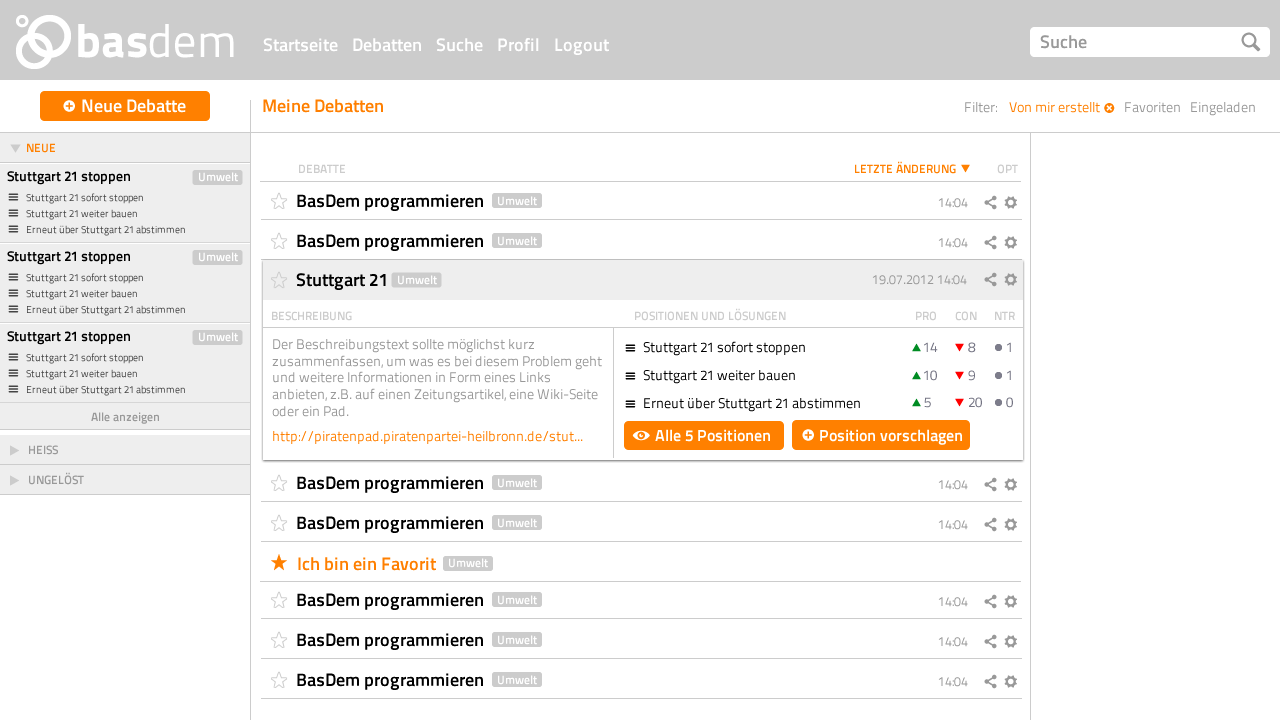 basdem
Startseite Debatten Suche Profil Logout
Suche
Neue Debatte
Meine Debatten
Filter: Von mir erstellt Favoriten Eingeladen
NEUE
Stuttgart 21 stoppen Umwelt
Stuttgart 21 sofort stoppen
Stuttgart 21 weiter bauen
Erneut über Stuttgart 21 abstimmen
Stuttgart 21 stoppen Umwelt
Stuttgart 21 sofort stoppen
Stuttgart 21 weiter bauen
Erneut über Stuttgart 21 abstimmen
Stuttgart 21 stoppen Umwelt
Stuttgart 21 sofort stoppen
Stuttgart 21 weiter bauen
Erneut über Stuttgart 21 abstimmen
Alle anzeigen
HEISS
UNGELÖST
DEBATTE LETZTE ÄNDERUNG OPT
BasDem programmieren Umwelt 14:04
BasDem programmieren Umwelt 14:04
Stuttgart 21 Umwelt 19.07.2012 14:04
BESCHREIBUNG
Der Beschreibungstext sollte möglichst kurz
zusammenfassen, um was es bei diesem Problem geht
und weitere Informationen in Form eines Links
anbieten, z.B. auf einen Zeitungsartikel, eine Wiki-Seite
oder ein Pad.
http://piratenpad.piratenpartei-heilbronn.de/stut...
POSITIONEN UND LÖSUNGEN PRO CON NTR
Stuttgart 21 sofort stoppen 14 8 1
Stuttgart 21 weiter bauen 10 9 1
Erneut über Stuttgart 21 abstimmen 5 20 0
Alle 5 Positionen Position vorschlagen
BasDem programmieren Umwelt 14:04
BasDem programmieren Umwelt 14:04
Ich bin ein Favorit Umwelt
BasDem programmieren Umwelt 14:04
BasDem programmieren Umwelt 14:04
BasDem programmieren Umwelt 14:04